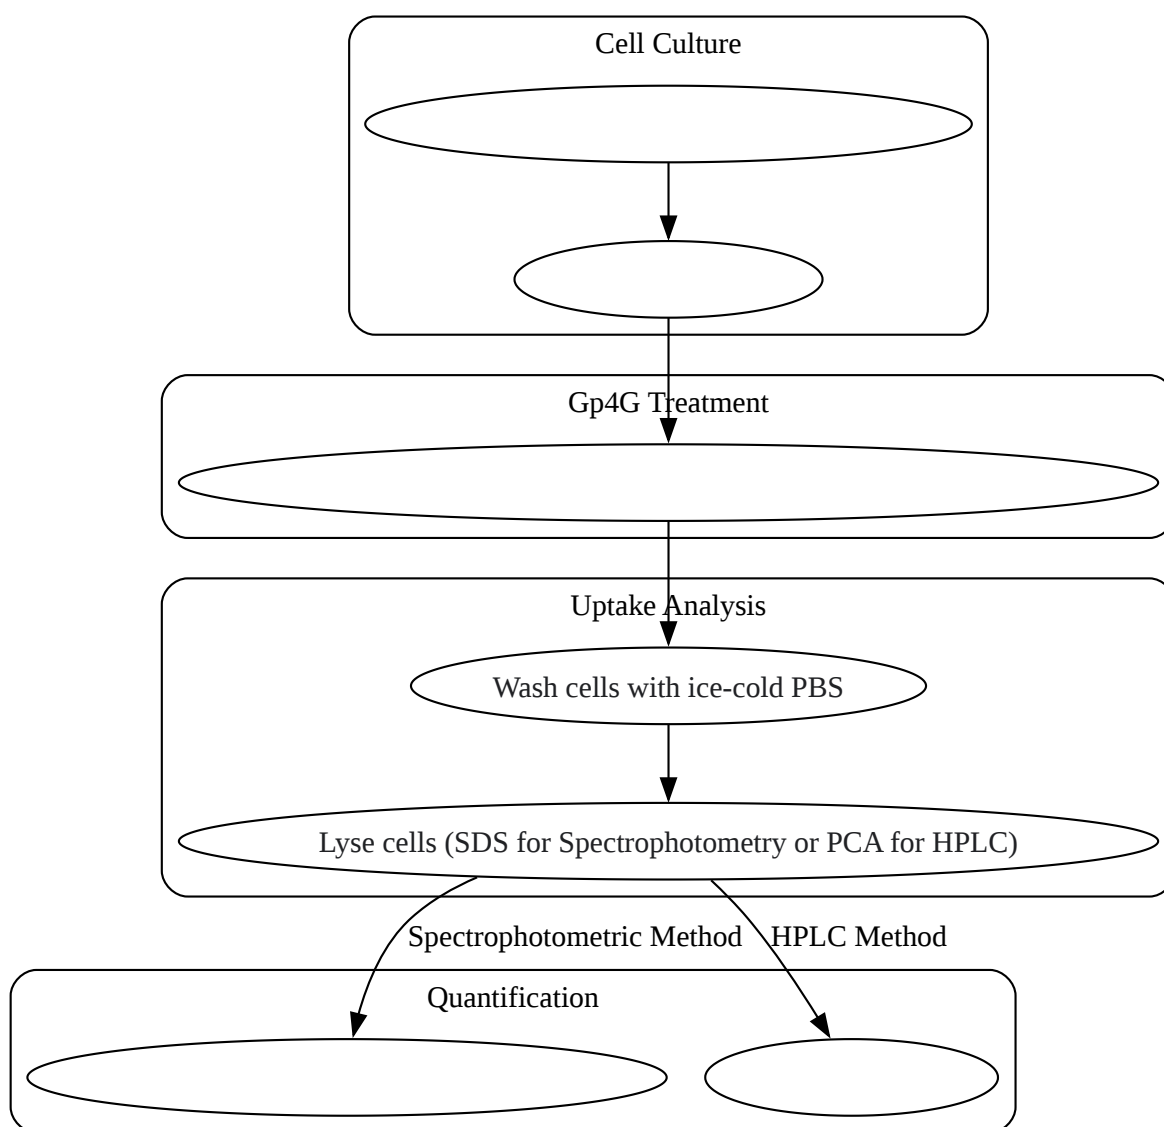 Cell Culture
Gp4G Treatment
Uptake Analysis
Wash cells with ice-cold PBS
Lyse cells (SDS for Spectrophotometry or PCA for HPLC)
Spectrophotometric Method
HPLC Method
Quantification